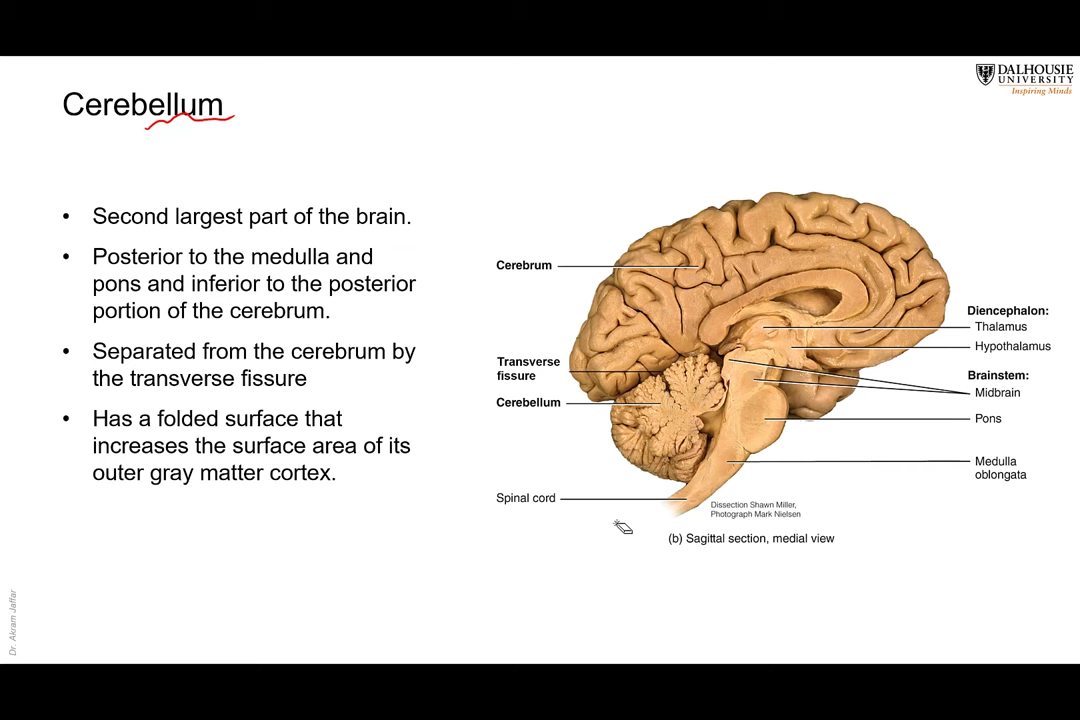 DALHOUSIE
UNIVERSITY
Inspiring Minds
Cerebellum
• Second largest part of the brain.
• Posterior to the medulla and
pons and inferior to the posterior
portion of the cerebrum.
• Separated from the cerebrum by
the transverse fissure
• Has a folded surface that
increases the surface area of its
outer gray matter cortex.
Cerebrum
Transverse
fissure
Cerebellum
Spinal cord
Diencephalon:
Thalamus
Hypothalamus
Brainstem:
Midbrain
Pons
Medulla
oblongata
Dissection Shawn Miller,
Photograph Mark Nielsen
(b) Sagittal section, medial view
Dr. Akram Jaffar